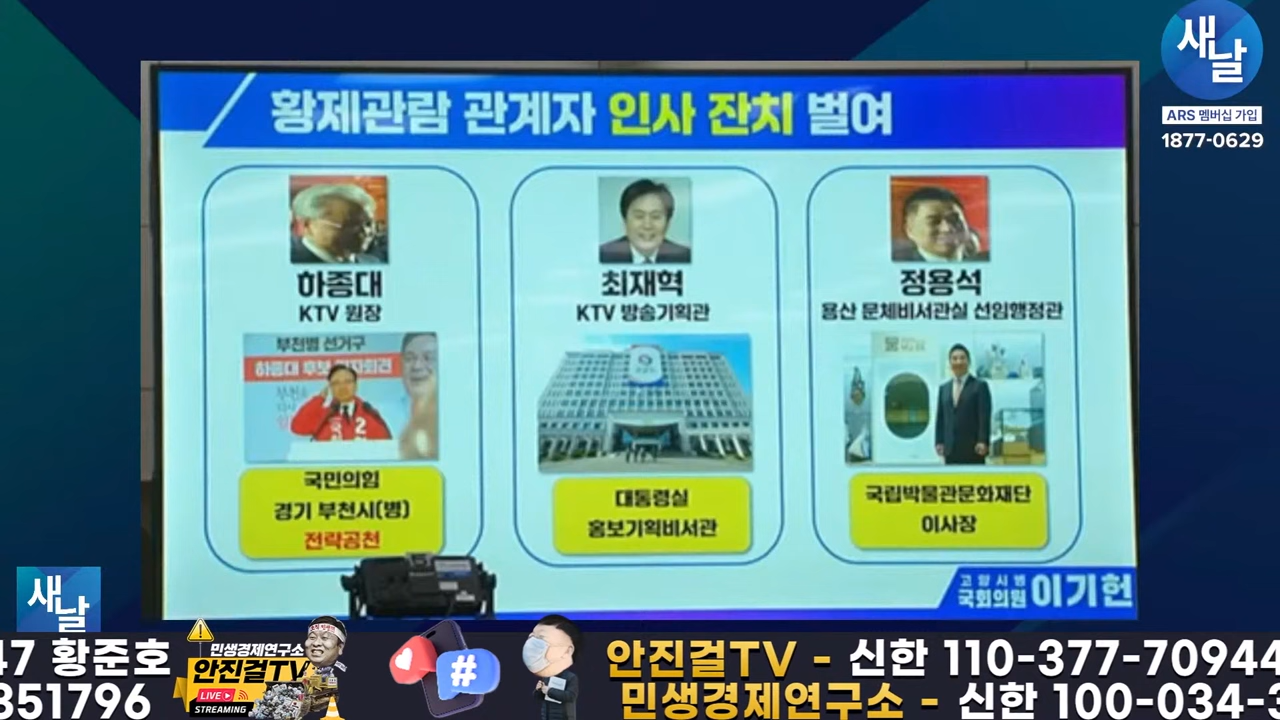 새날
ARS 멤버십 가입
1877-0629
황제관람 관계자 인사 잔치 벌여
하종대
KTV 원장
부천병 선거구
하종대 후보
국민의힘
경기 부천시(병)
전략공천
최재혁
KTV 방송기획관
대통령실
홍보기획비서관
정용석
용산 문체비서관실 선임행정관
국립박물관문화재단
이사장
고양시병
국회의원 이기헌
새날
47 황준호
851796
민생경제연구소
안진걸TV
LIVE
STREAMING
#
안진걸TV - 신한 110-377-70944
민생경제연구소 - 신한 100-034-3